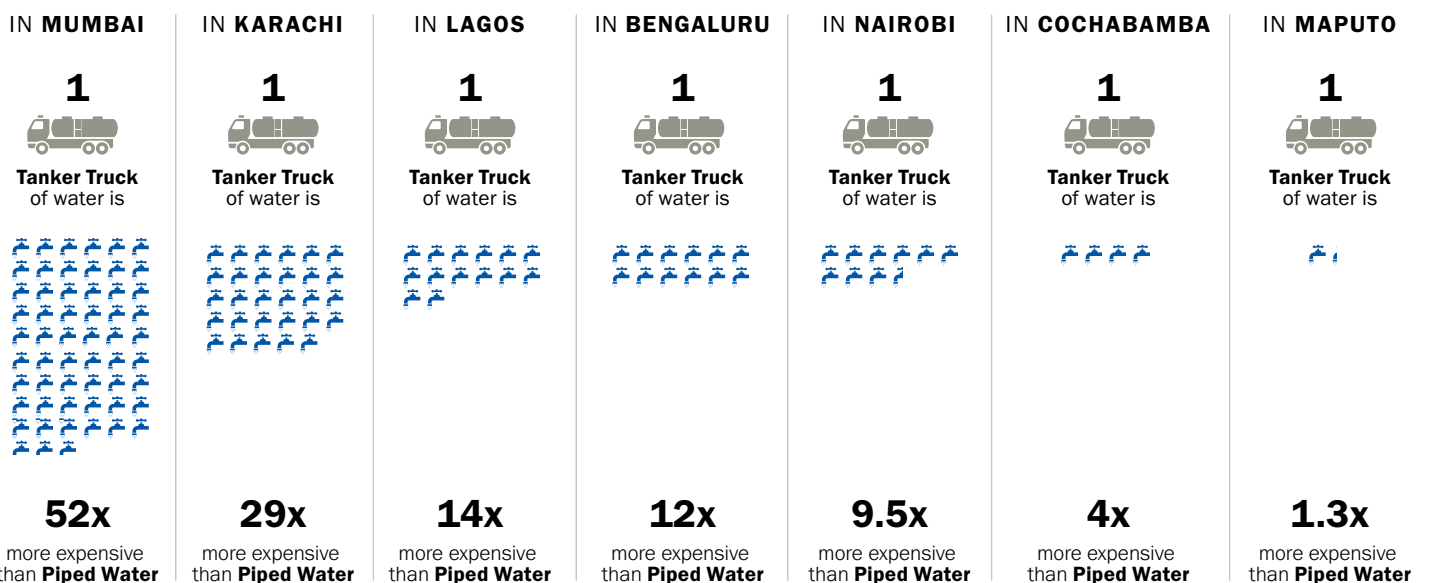 IN MUMBAI
1
Tanker Truck
of water is
52x
more expensive
than Piped Water
IN KARACHI
1
Tanker Truck
of water is
29x
more expensive
than Piped Water
IN LAGOS
1
Tanker Truck
of water is
14x
more expensive
than Piped Water
IN BENGALURU
1
Tanker Truck
of water is
12x
more expensive
than Piped Water
IN NAIROBI
1
Tanker Truck
of water is
9.5x
more expensive
than Piped Water
IN COCHABAMBA
1
Tanker Truck
of water is
4x
more expensive
than Piped Water
IN MAPUTO
1
Tanker Truck
of water is
1.3x
more expensive
than Piped Water